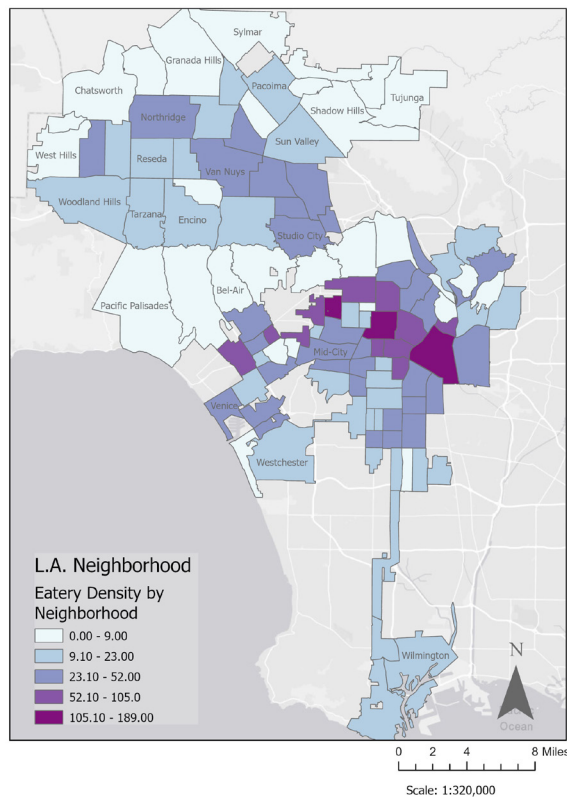 Sylmar
Granada Hills
Chatsworth
Pacoima
Tujunga
Shadow Hills
Northridge
Sun Valley
West Hills
Reseda
Van Nuys
Woodland Hills
Tarzana
Encino
Studio City
Bel-Air
Pacific Palisades
Mid-City
Venice
Westchester
Wilmington
L.A. Neighborhood
Eatery Density by
Neighborhood
0.00 - 9.00
9.10 - 23.00
23.10 - 52.00
52.10 - 105.0
105.10 - 189.00
N
Ocean
0 2 4 8 Miles
Scale: 1:320,000